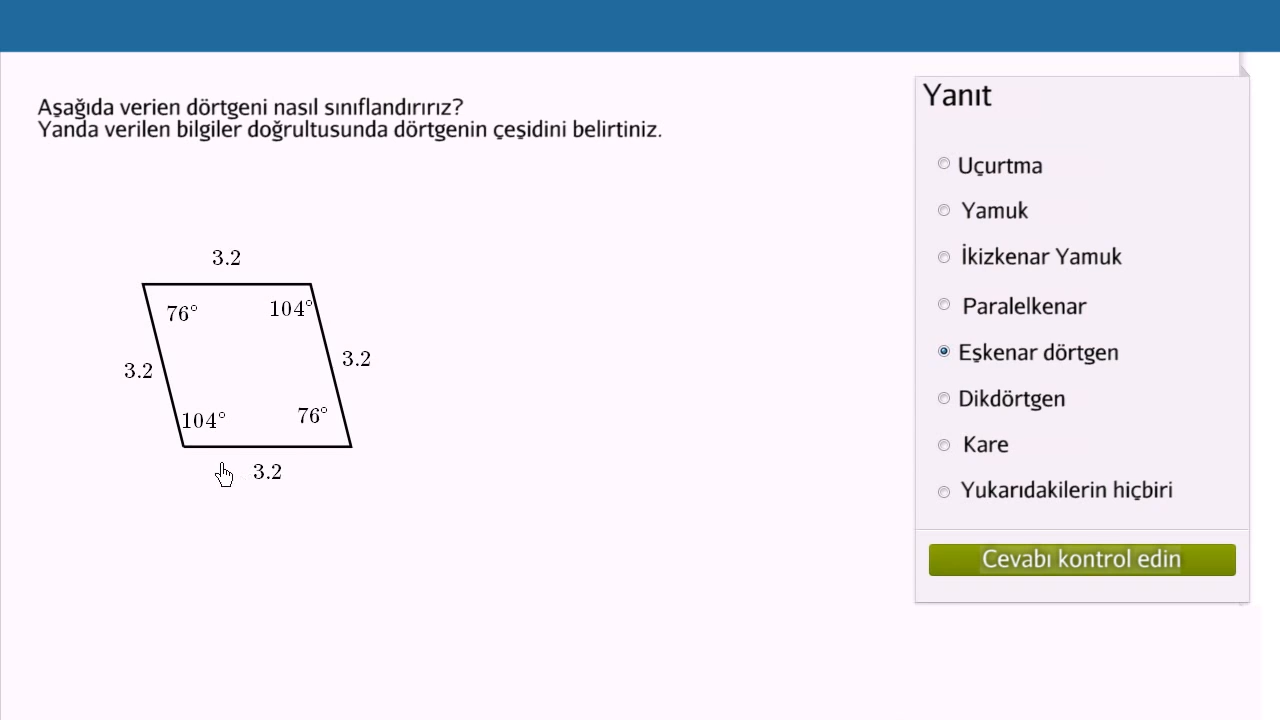 Aşağıda verien dörtgeni nasıl sınıflandırırız?
Yanda verilen bilgiler doğrultusunda dörtgenin çeşidini belirtiniz.
3.2
76°
104°
3.2
3.2
104°
76°
3.2
Yanıt
Uçurtma
Yamuk
İkizkenar Yamuk
Paralelkenar
Eşkenar dörtgen
Dikdörtgen
Kare
Yukarıdakilerin hiçbiri
Cevabı kontrol edin